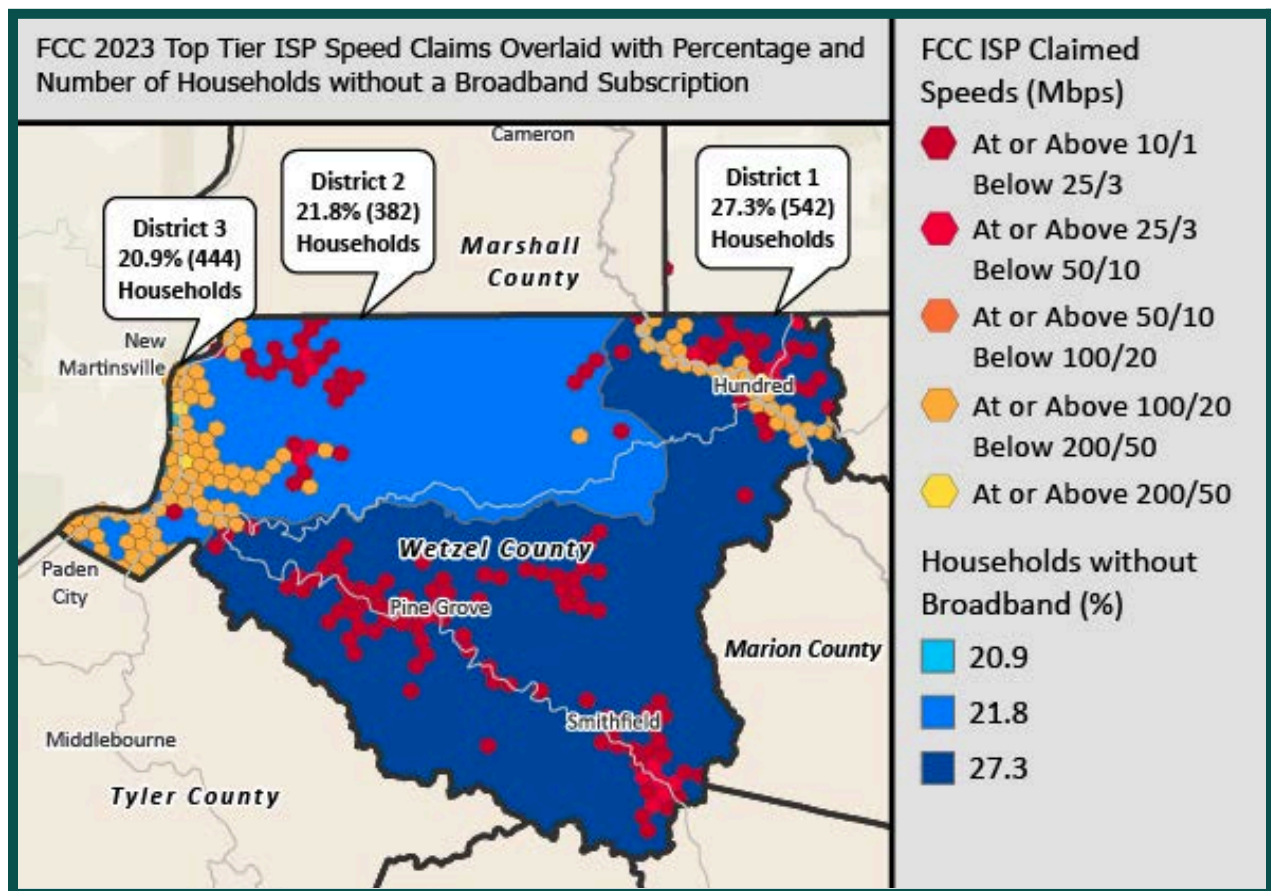 FCC 2023 Top Tier ISP Speed Claims Overlaid with Percentage and
Number of Households without a Broadband Subscription
Cameron
District 2
21.8% (382)
Households
District 1
27.3% (542)
Households
District 3
20.9% (444)
Households
Marshall
County
New
Martinsville
Hundred
Wetzel County
Paden
City
Pine Grove
Marion County
Smithfield
Middlebourne
Tyler County
FCC ISP Claimed
Speeds (Mbps)
At or Above 10/1
Below 25/3
At or Above 25/3
Below 50/10
At or Above 50/10
Below 100/20
At or Above 100/20
Below 200/50
At or Above 200/50
Households without
Broadband (%)
20.9
21.8
27.3